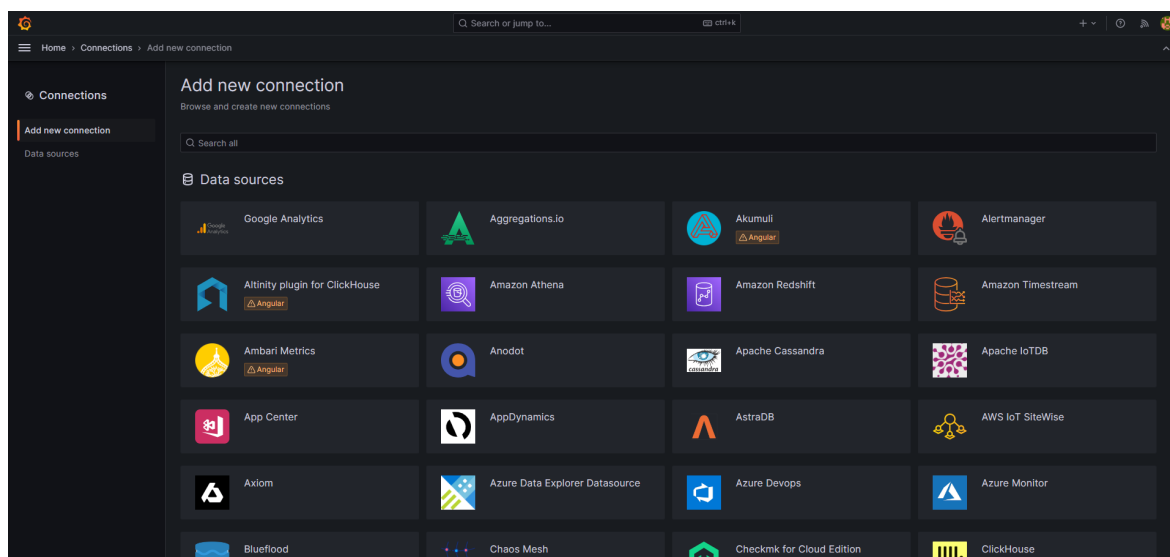 Search or jump to...
ctrl+k
Home › Connections › Add new connection
Connections
Add new connection
Data sources
Add new connection
Browse and create new connections
Search all
Data sources
Google Analytics
Google Analytics
Aggregations.io
Akumuli
Angular
Alertmanager
Altinity plugin for ClickHouse
Angular
Amazon Athena
Amazon Redshift
Amazon Timestream
Ambari Metrics
Angular
Anodot
cassandra
Apache Cassandra
Apache IoTDB
App Center
AppDynamics
AstraDB
AWS IoT SiteWise
Axiom
Azure Data Explorer Datasource
Azure Devops
Azure Monitor
Blueflood
Chaos Mesh
Checkmk for Cloud Edition
ClickHouse